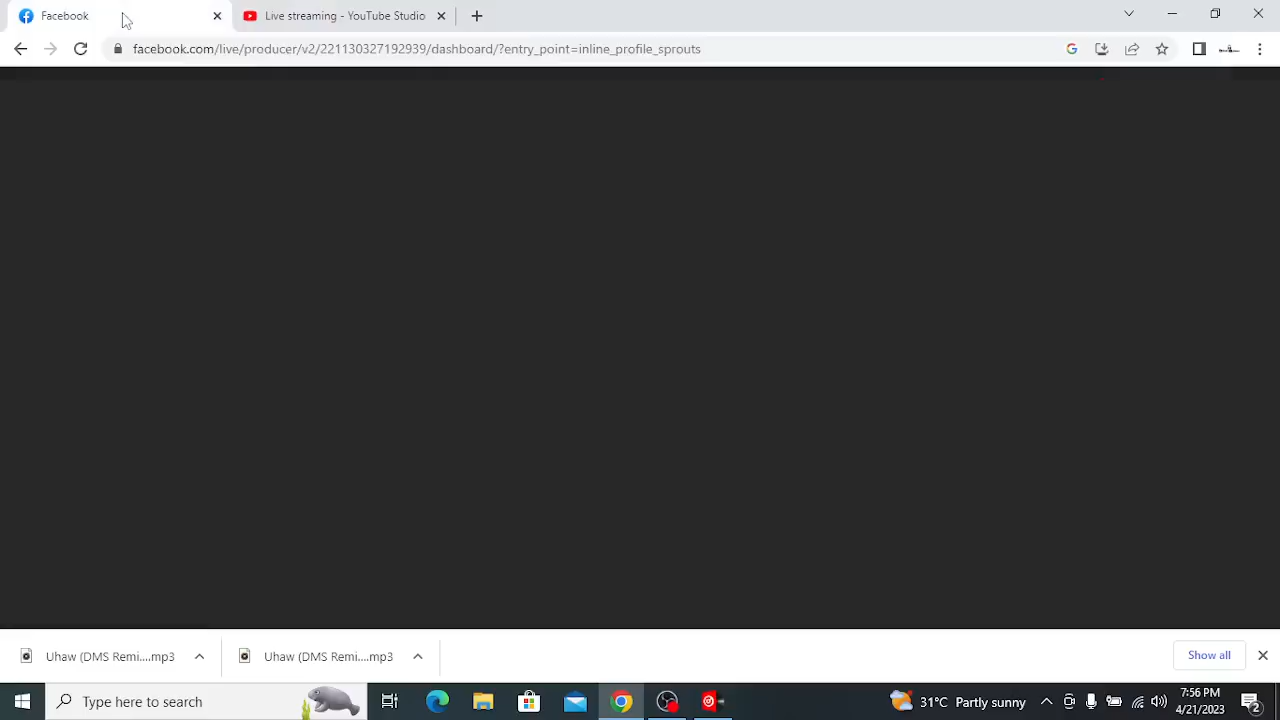 Facebook
Live streaming - YouTube Studio
facebook.com/live/producer/v2/221130327192939/dashboard/?entry_point=inline_profile_sprouts
Uhaw (DMS Remi....mp3
Uhaw (DMS Remi....mp3
Show all
Type here to search
31°C Partly sunny
7:56 PM
4/21/2023
2